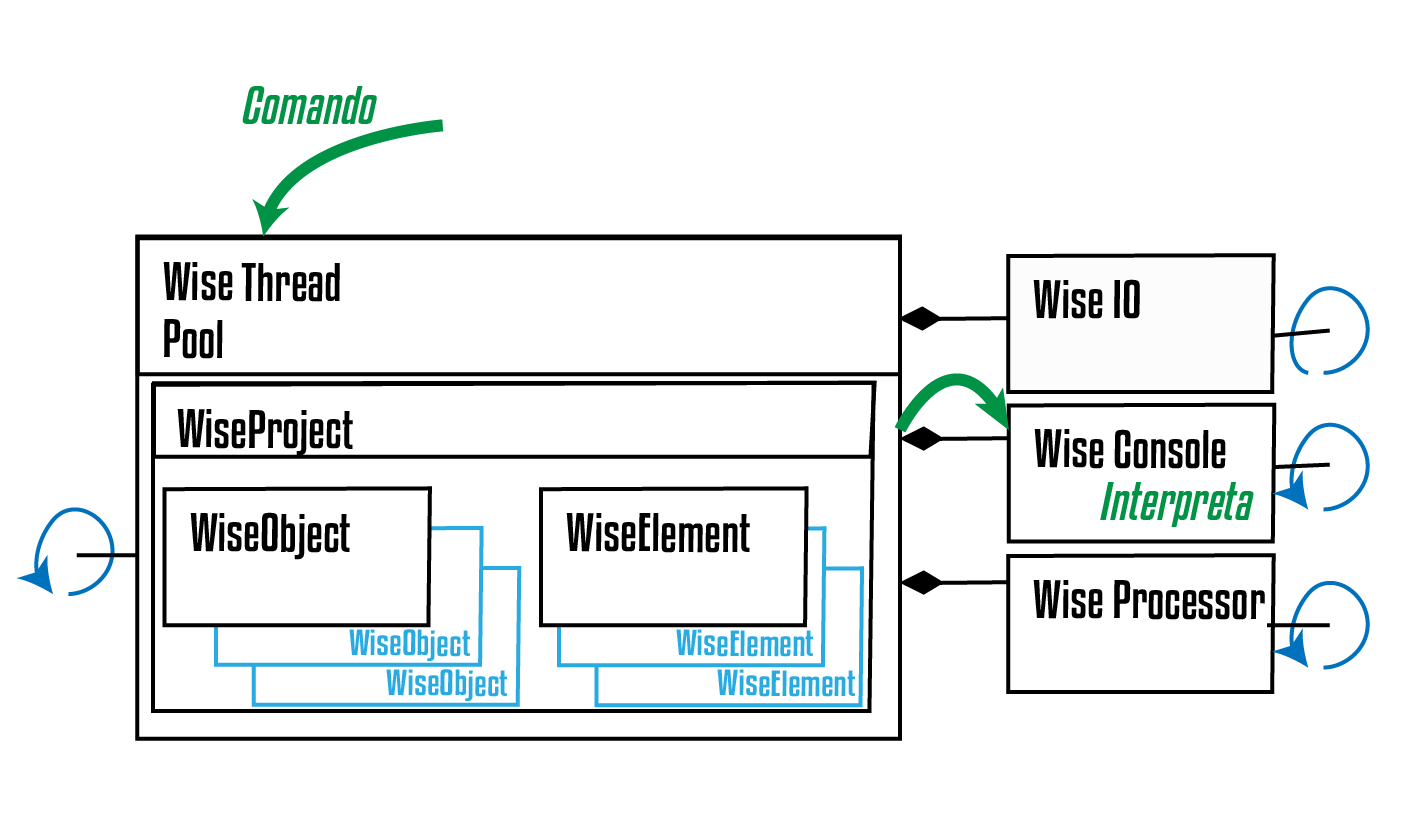 Comando
Wise Thread
Pool
WiseProject
WiseObject
WiseObject
WiseObject
WiseElement
WiseElement
WiseElement
Wise IO
Wise Console
Interpreta
Wise Processor